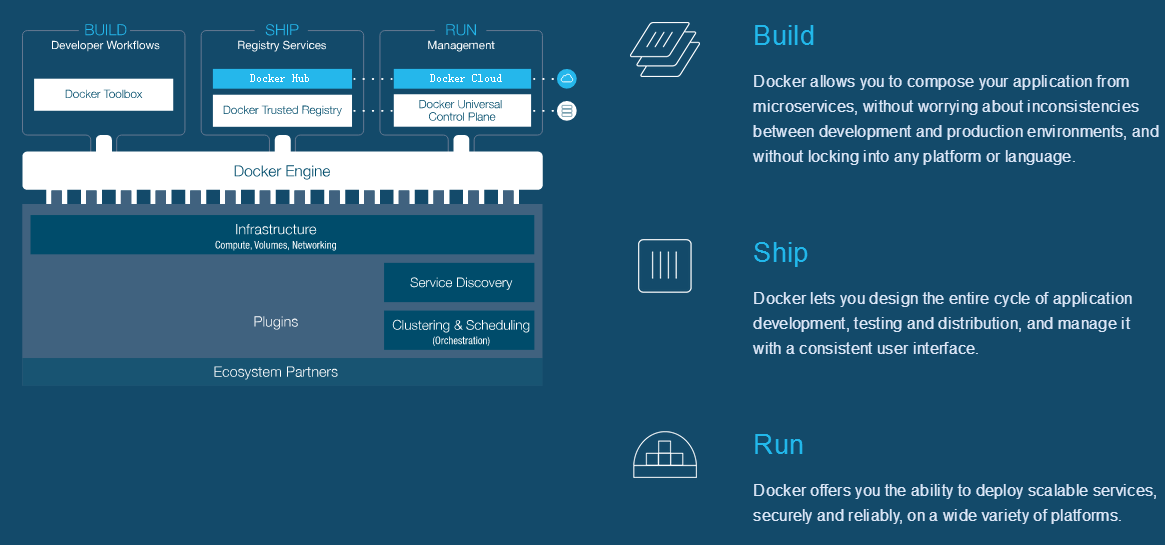 BUILD
Developer Workflows
Docker Toolbox
SHIP
Registry Services
Docker Hub
Docker Trusted Registry
RUN
Management
Docker Cloud
Docker Universal
Control Plane
Docker Engine
Infrastructure
Compute, Volumes, Networking
Service Discovery
Plugins
Clustering & Scheduling
(Orchestration)
Ecosystem Partners
Build
Docker allows you to compose your application from
microservices, without worrying about inconsistencies
between development and production environments, and
without locking into any platform or language.
Ship
Docker lets you design the entire cycle of application
development, testing and distribution, and manage it
with a consistent user interface.
Run
Docker offers you the ability to deploy scalable services,
securely and reliably, on a wide variety of platforms.